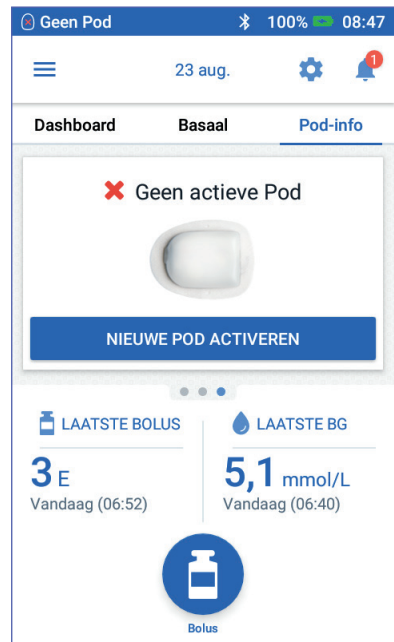 Geen Pod 100% 08:47
23 aug. 1
Dashboard Basaal Pod-info
Geen actieve Pod
NIEUWE POD ACTIVEREN
LAATSTE BOLUS LAATSTE BG
3 E 5,1 mmol/L
Vandaag (06:52) Vandaag (06:40)
Bolus